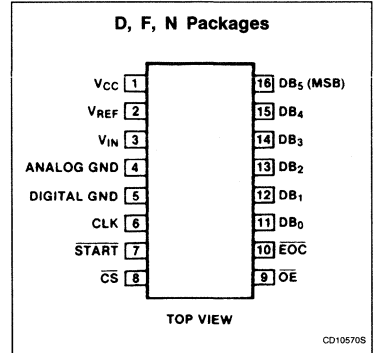 D, F, N Packages
VCC 1
VREF 2
VIN 3
ANALOG GND 4
DIGITAL GND 5
CLK 6
START 7
CS 8
16 DB5 (MSB)
15 DB4
14 DB3
13 DB2
12 DB1
11 DB0
10 EOC
9 OE
TOP VIEW
CD10570S